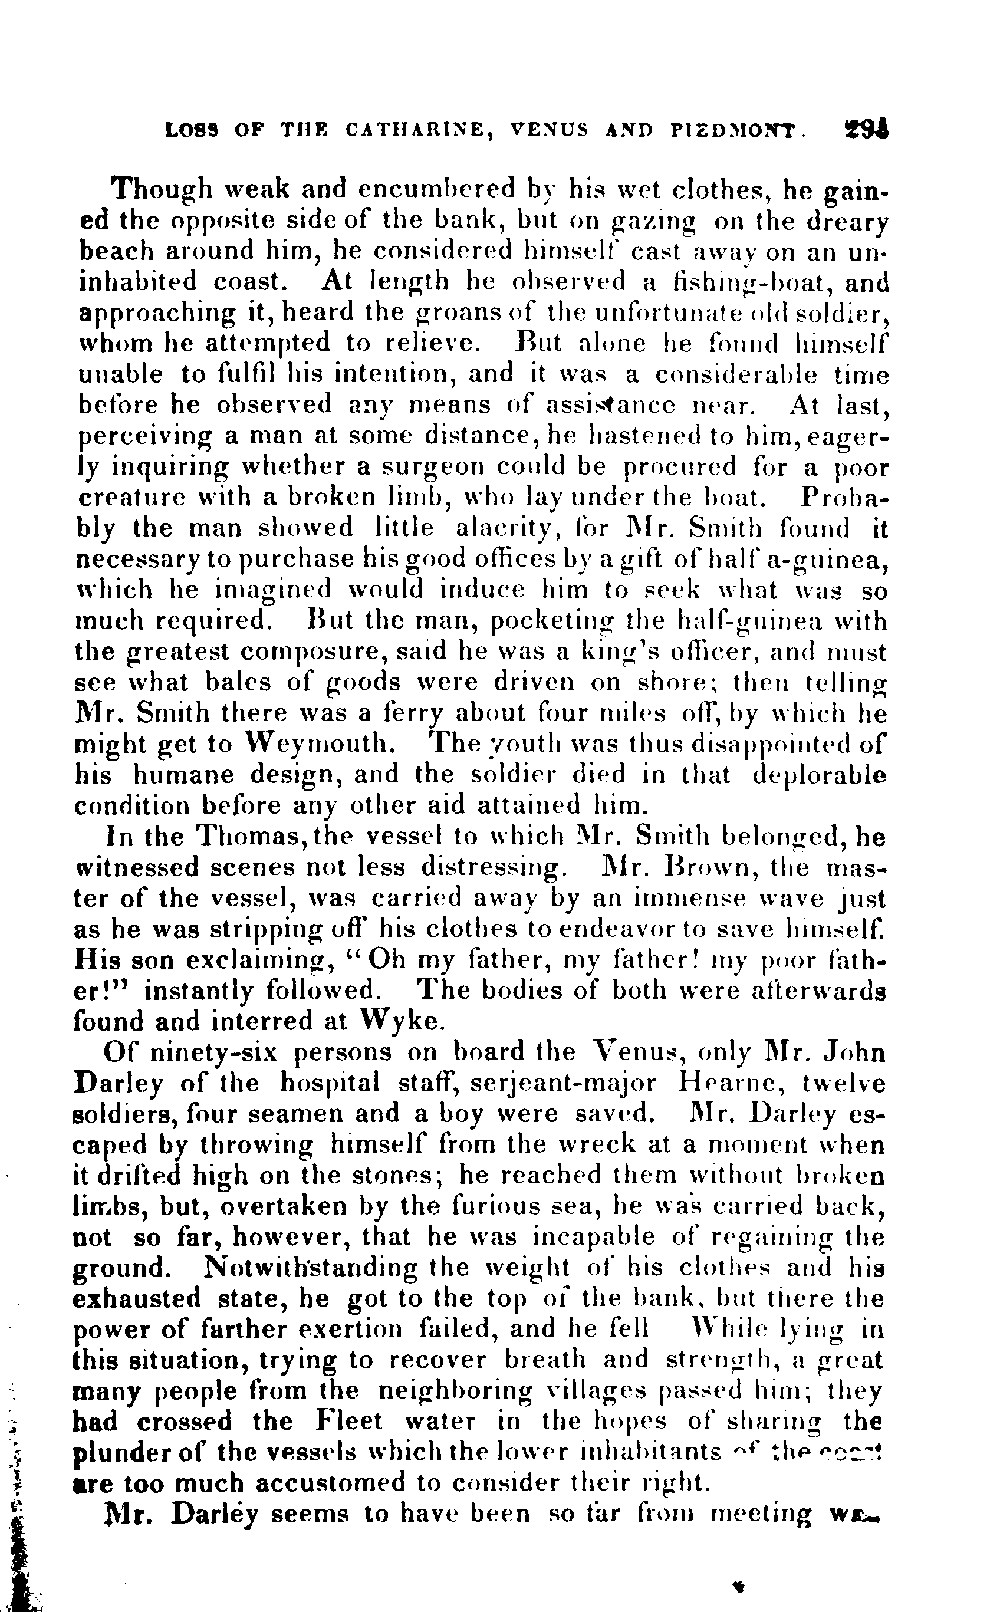 LOSS OF THE CATHARINE, VENUS AND PIEDMONT.
Though weak and encumbered by his wet clothes, he gain-
ed the opposite side of the bank, but on gazing on the dreary
beach around him, he considered himself cast away on an un-
inhabited coast. At length he observed a fishing-boat, and
approaching it, heard the groans of the unfortunate old soldier,
whom he attempted to relieve. But alone he found himself
unable to fulfil his intention, and it was a considerable time
before he observed any means of assistance near. At last,
perceiving a man at some distance, he hastened to him, eager-
ly inquiring whether a surgeon could be procured for a poor
creature with a broken limb, who lay under the boat. Proba-
bly the man showed little alacrity, for Mr. Smith found it
necessary to purchase his good offices by a gift of half a-guinea,
which he imagined would induce him to seek what was so
much required. But the man, pocketing the half-guinea with
the greatest composure, said he was a king's officer, and must
see what bales of goods were driven on shore; then telling
Mr. Smith there was a ferry about four miles off, by which he
might get to Weymouth. The youth was thus disappointed of
his humane design, and the soldier died in that deplorable
condition before any other aid attained him.
In the Thomas, the vessel to which Mr. Smith belonged, he
witnessed scenes not less distressing. Mr. Brown, the mas-
ter of the vessel, was carried away by an immense wave just
as he was stripping off his clothes to endeavor to save himself.
His son exclaiming, "Oh my father, my father! my poor fath-
er!" instantly followed. The bodies of both were afterwards
found and interred at Wyke.
Of ninety-six persons on board the Venus, only Mr. John
Darley of the hospital staff, serjeant-major Hearne, twelve
soldiers, four seamen and a boy were saved. Mr. Darley es-
caped by throwing himself from the wreck at a moment when
it drifted high on the stones; he reached them without broken
limbs, but, overtaken by the furious sea, he was carried back,
not so far, however, that he was incapable of regaining the
ground. Notwithstanding the weight of his clothes and his
exhausted state, he got to the top of the bank, but there the
power of farther exertion failed, and he fell While lying in
this situation, trying to recover breath and strength, a great
many people from the neighboring villages passed him; they
had crossed the Fleet water in the hopes of sharing the
plunder of the vessels which the lower inhabitants of the coast
are too much accustomed to consider their right.
Mr. Darley seems to have been so far from meeting